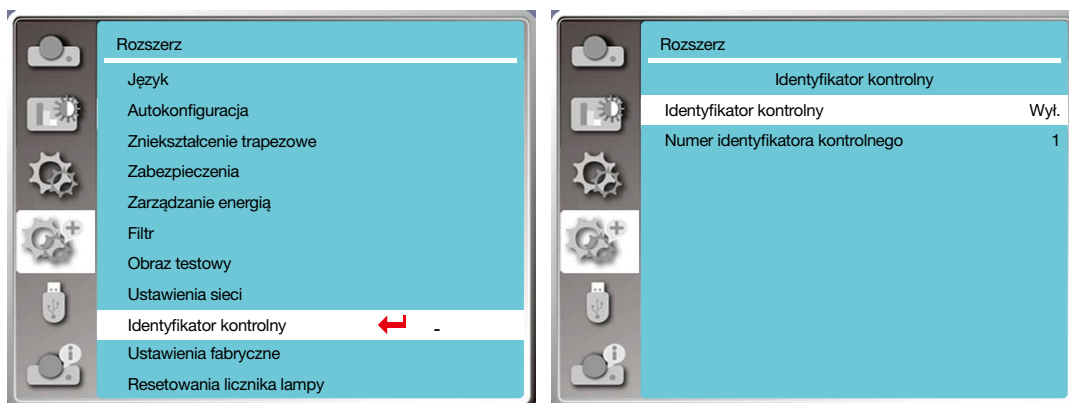 Rozszerz
Język
Autokonfiguracja
Zniekształcenie trapezowe
Zabezpieczenia
Zarządzanie energią
Filtr
Obraz testowy
Ustawienia sieci
Identyfikator kontrolny -
Ustawienia fabryczne
Resetowania licznika lampy
Rozszerz
Identyfikator kontrolny
Identyfikator kontrolny Wył.
Numer identyfikatora kontrolnego 1